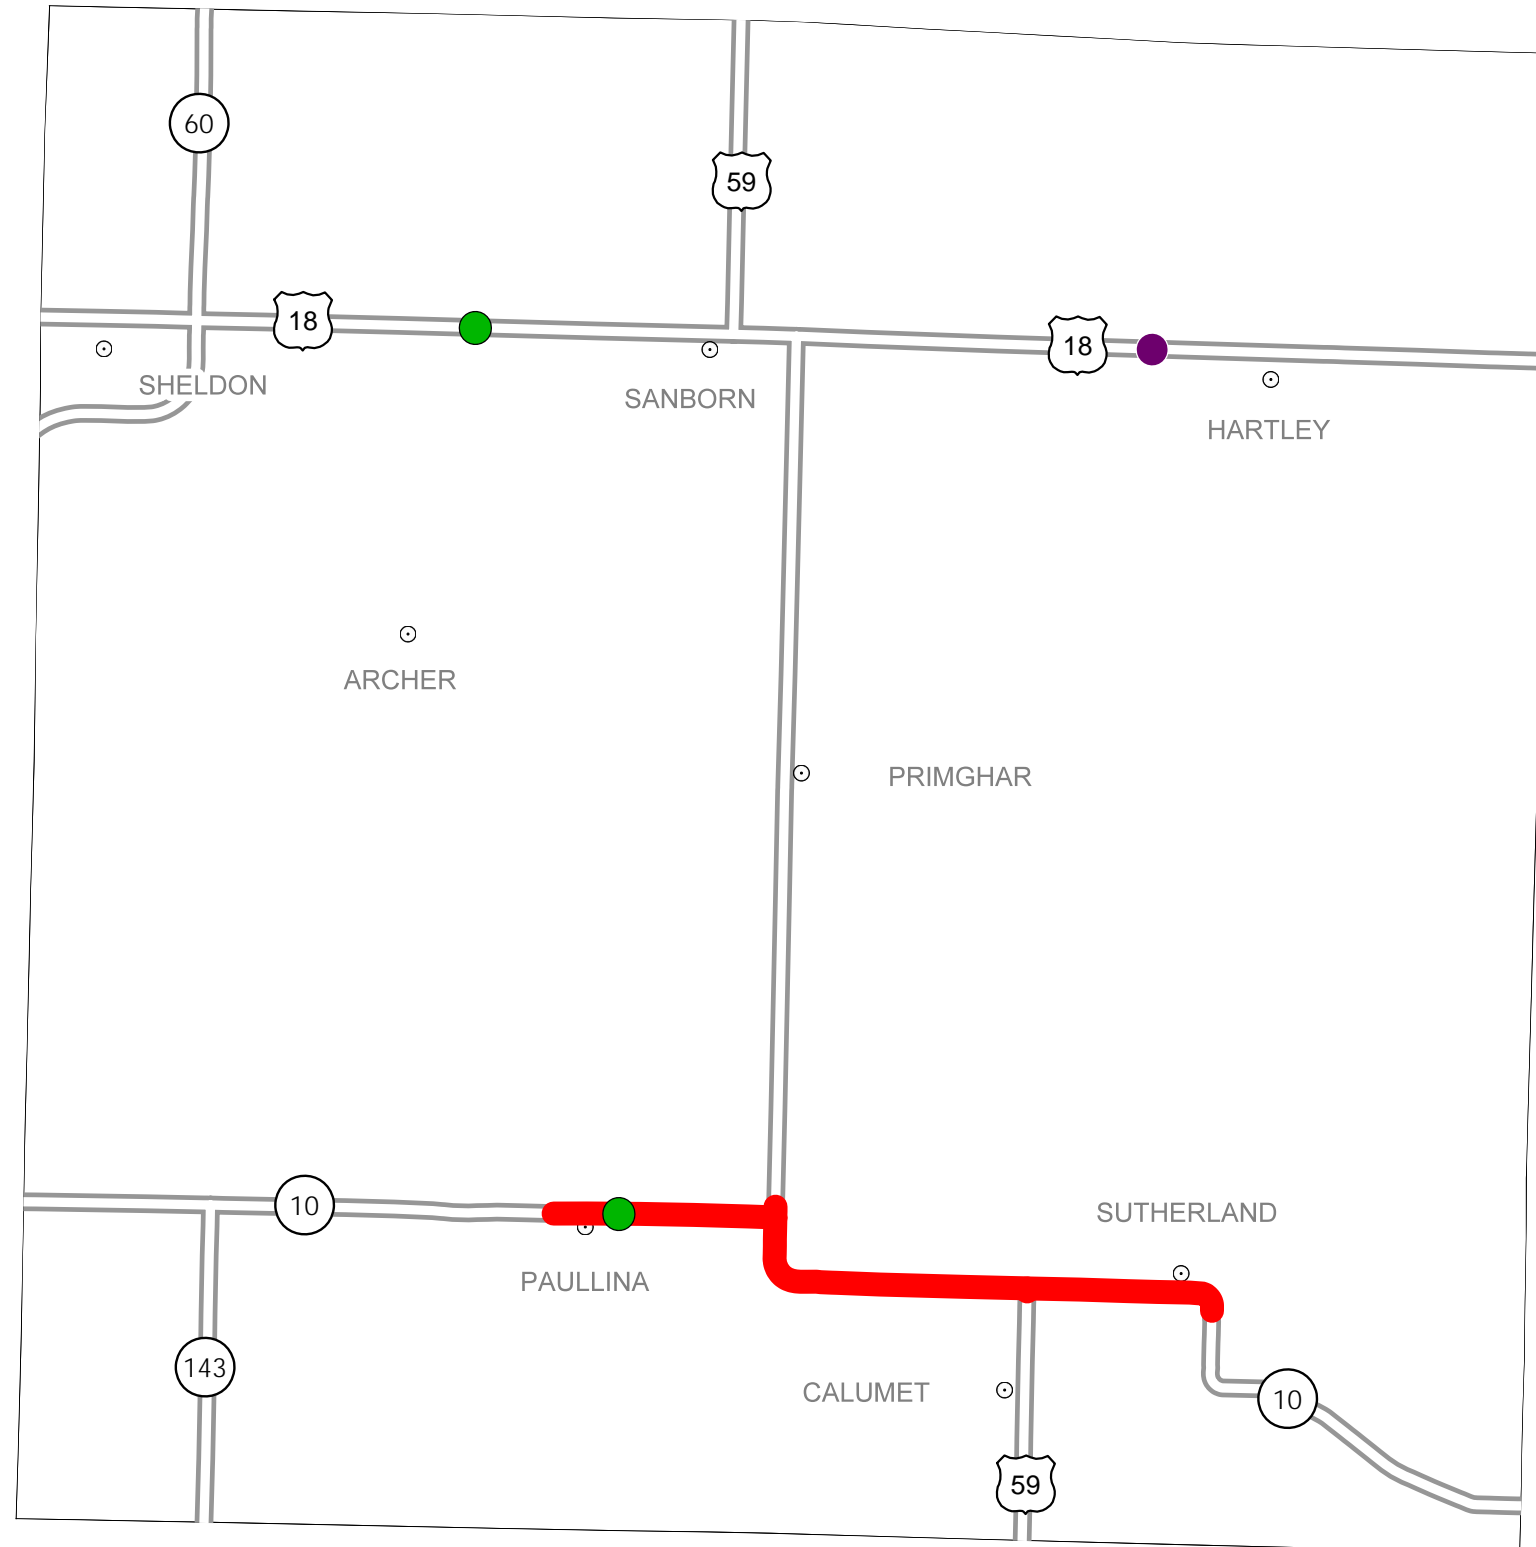 60
59
18
18
SHELDON
SANBORN
HARTLEY
ARCHER
PRIMGHAR
10
SUTHERLAND
PAULLINA
143
CALUMET
10
59